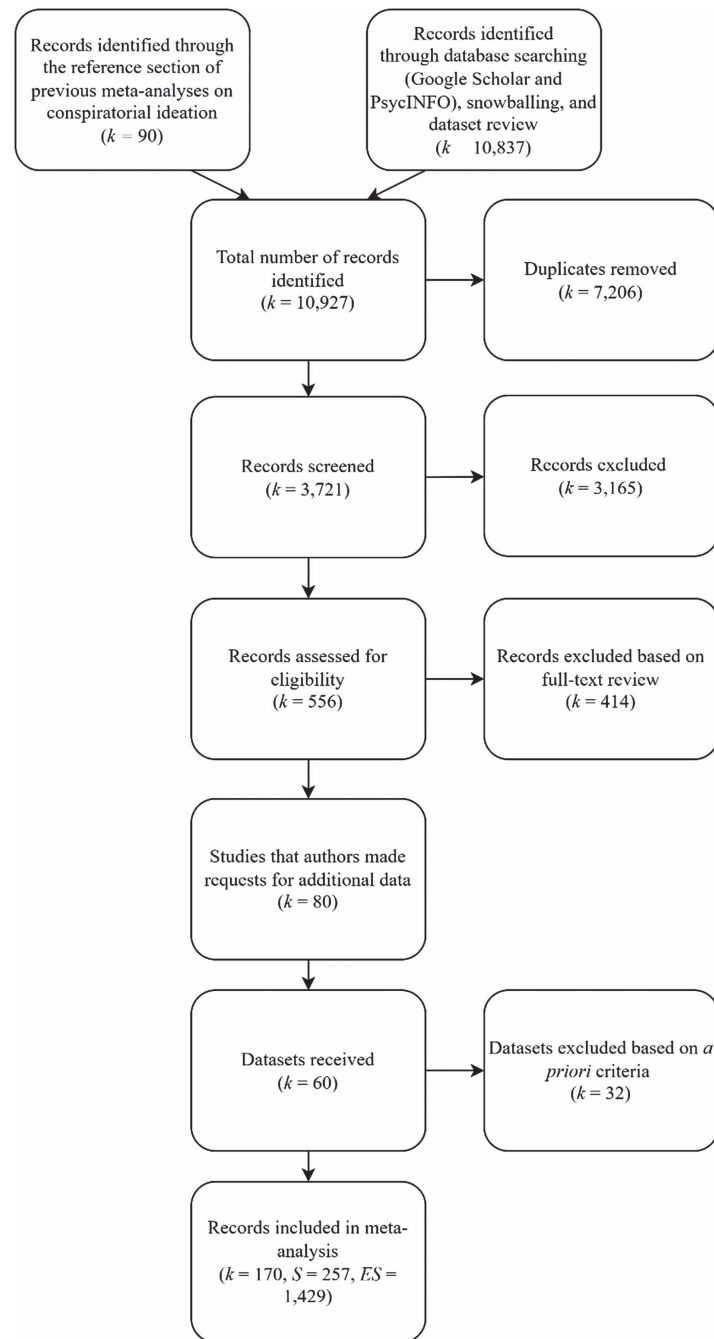 Records identified through
the reference section of
previous meta-analyses on
conspiratorial ideation
(k = 90)
Records identified
through database searching
(Google Scholar and
PsycINFO), snowballing, and
dataset review
(k 10,837)
Total number of records
identified
(k = 10,927)
Duplicates removed
(k = 7,206)
Records screened
(k = 3,721)
Records excluded
(k = 3,165)
Records assessed for
eligibility
(k = 556)
Records excluded based on
full-text review
(k = 414)
Studies that authors made
requests for additional data
(k = 80)
Datasets received
(k = 60)
Datasets excluded based on a
priori criteria
(k = 32)
Records included in meta-
analysis
(k = 170, S = 257, ES =
1,429)